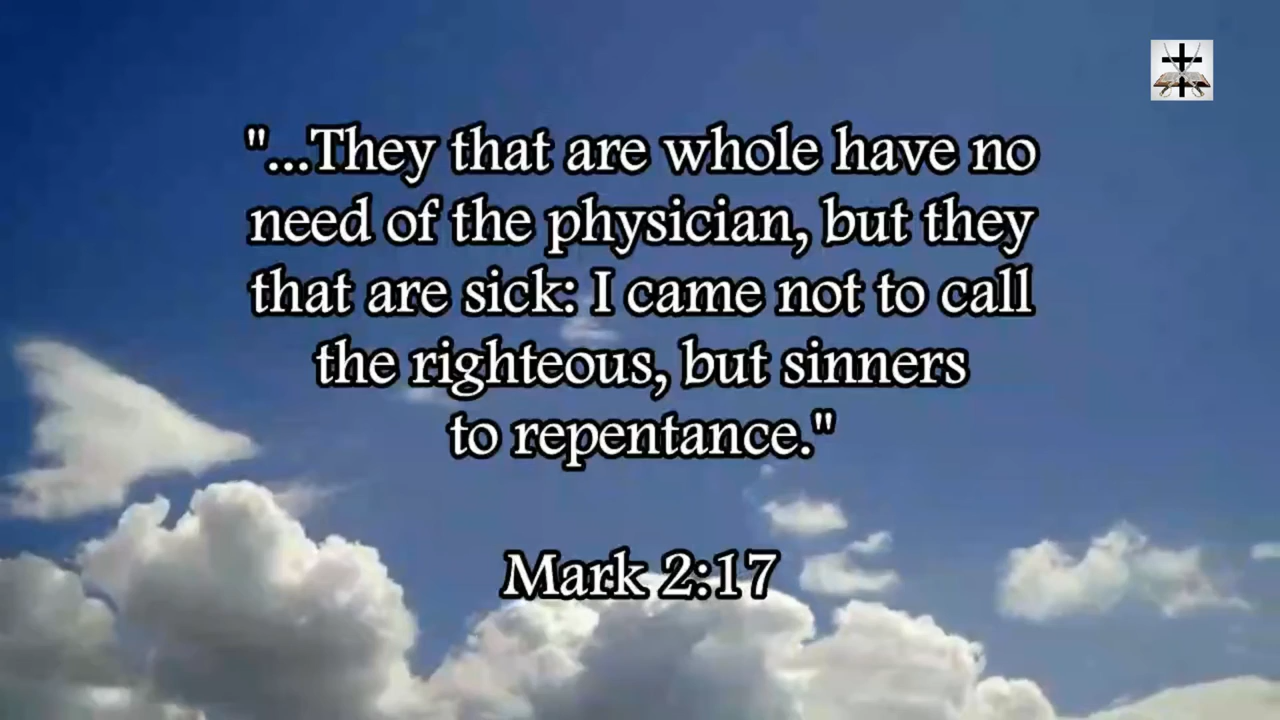 "...They that are whole have no
need of the physician, but they
that are sick: I came not to call
the righteous, but sinners
to repentance."
Mark 2:17